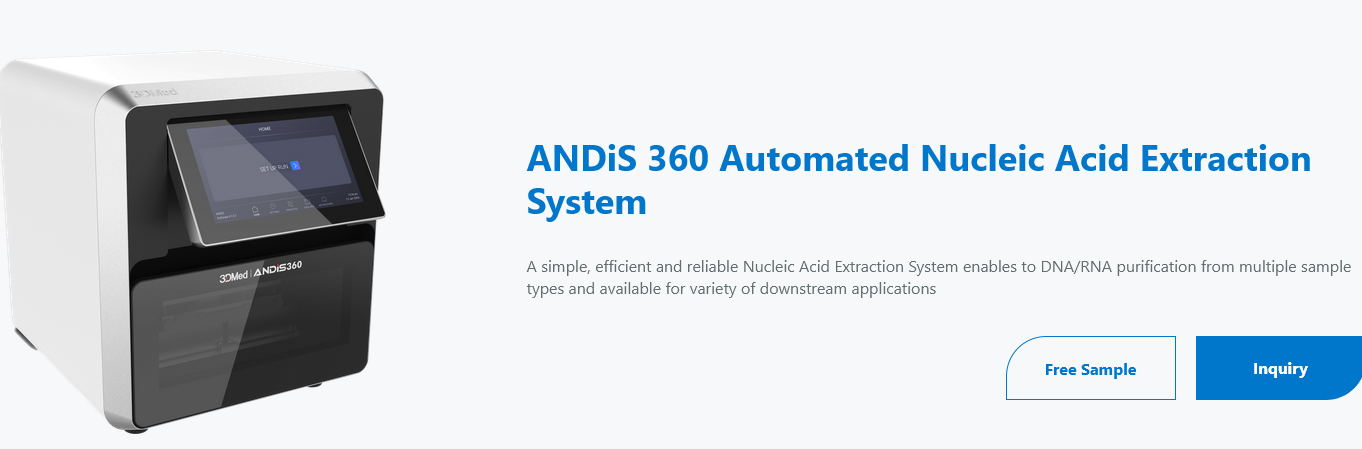 3DMed
HOME
SET UP RUN
3DMed | ANDiS360
ANDiS 360 Automated Nucleic Acid Extraction
System
A simple, efficient and reliable Nucleic Acid Extraction System enables to DNA/RNA purification from multiple sample
types and available for variety of downstream applications
Free Sample
Inquiry